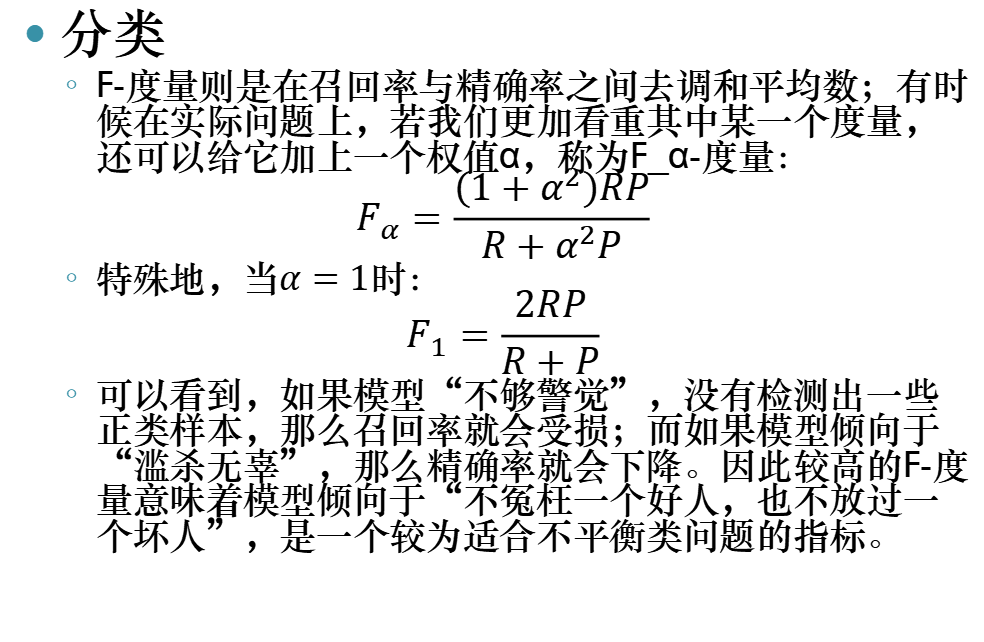 • 分类
◦ F-度量则是在召回率与精确率之间去调和平均数；有时
候在实际问题上，若我们更加看重其中某一个度量，
还可以给它加上一个权值α，称为F_α-度量：
F_α = (1 + α²)RP / (R + α²P)
◦ 特殊地，当α = 1时：
F₁ = 2RP / (R + P)
◦ 可以看到，如果模型“不够警�”，没有检测出一些
正类样本，那么召回率就会受损；而如果模型倾向于
“滥杀无辜”，那么精确率就会下降。因此较高的F-度
量意味着模型倾向于“不冤枉一个好人，也不放过一
个坏人”，是一个较为适合不平衡类问题的指标。